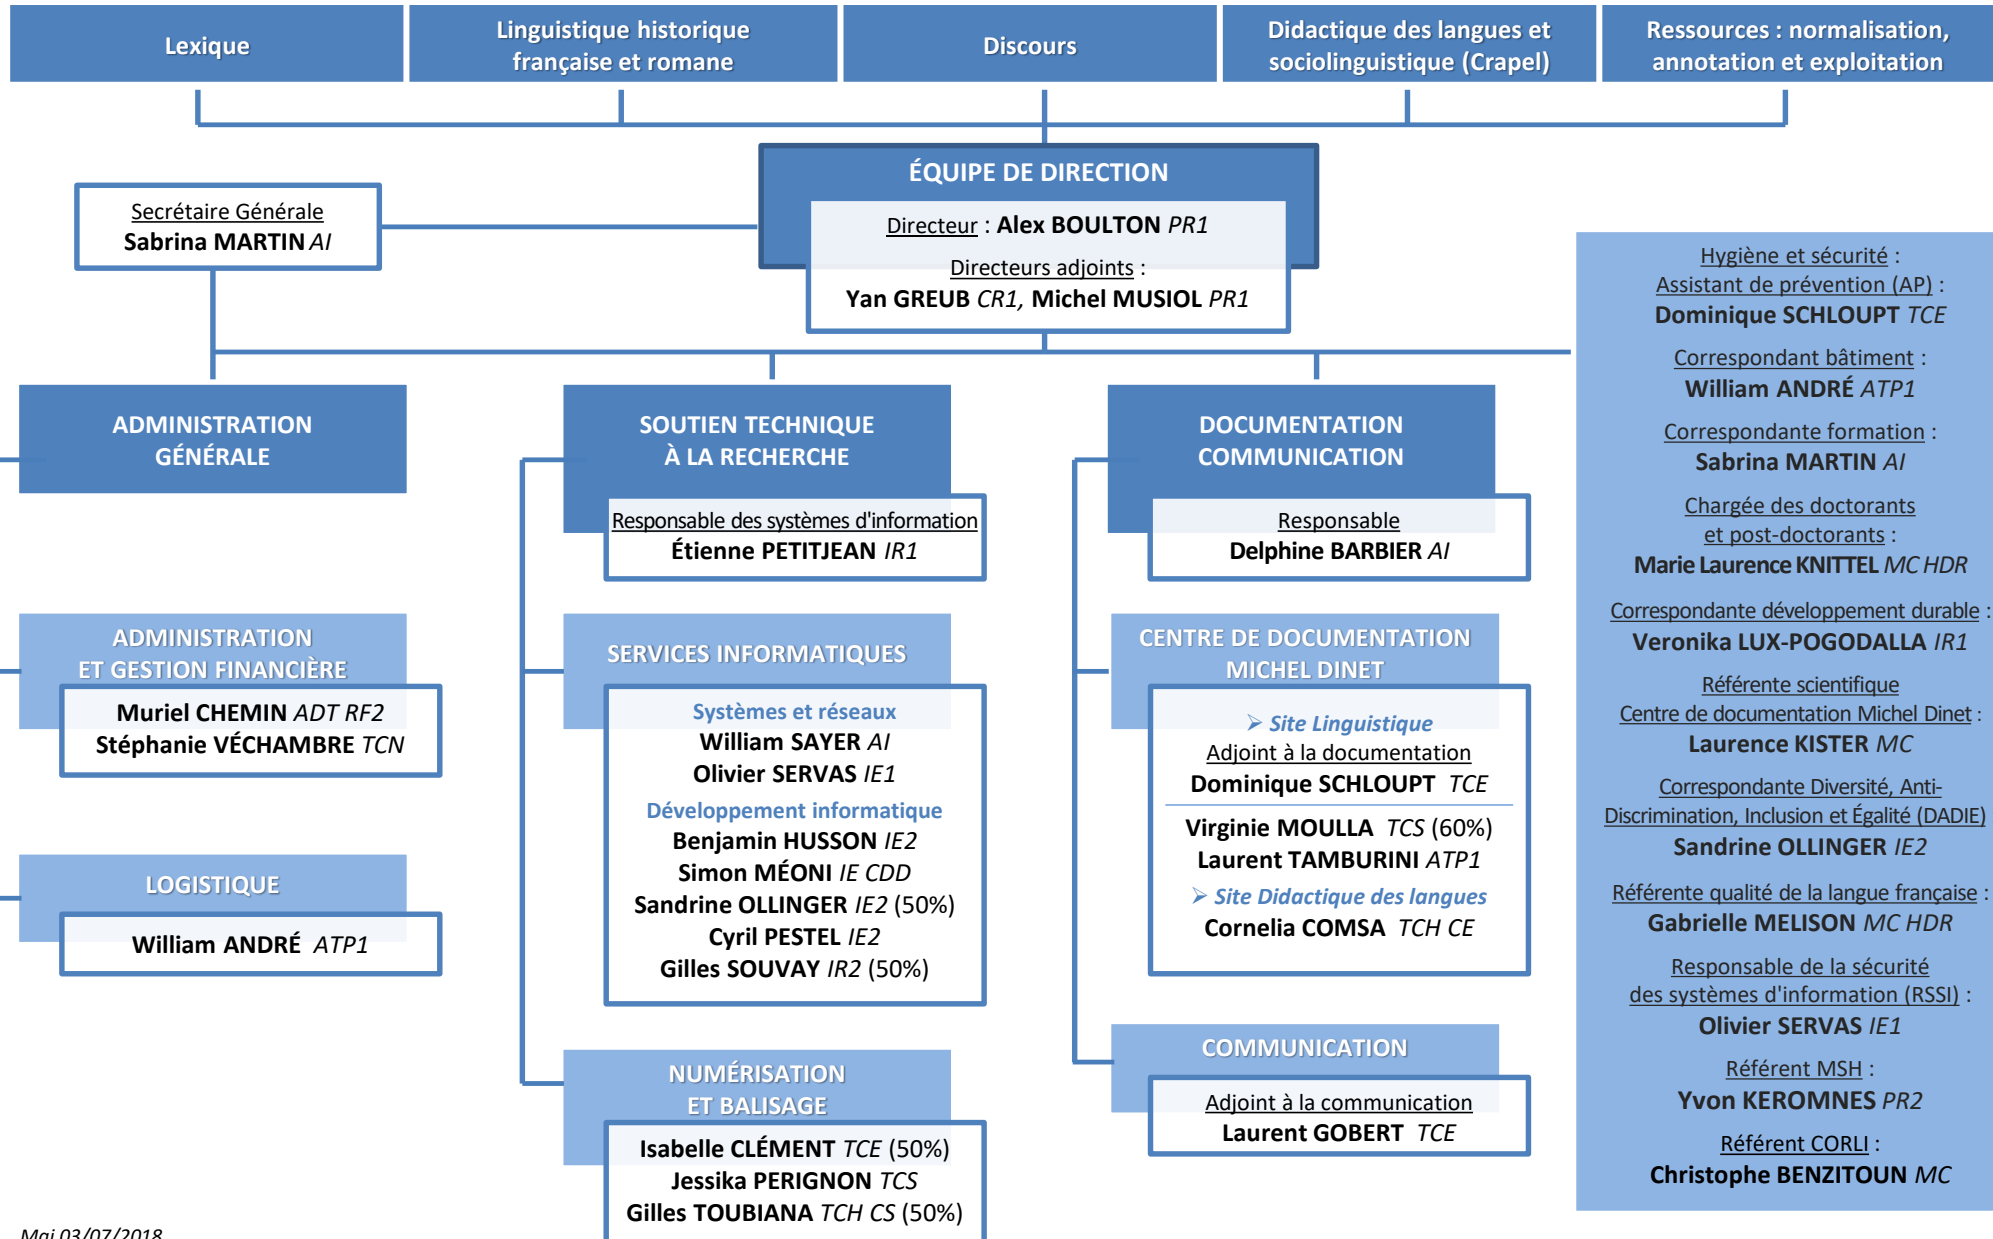 Lexique
Linguistique historique
française et romane
Discours
Didactique des langues et
sociolinguistique (Crapel)
Ressources : normalisation,
annotation et exploitation
ÉQUIPE DE DIRECTION
Directeur : Alex BOULTON PR1
Directeurs adjoints :
Yan GREUB CR1, Michel MUSIOL PR1
Secrétaire Générale
Sabrina MARTIN AI
ADMINISTRATION
GÉNÉRALE
ADMINISTRATION
ET GESTION FINANCIÈRE
Muriel CHEMIN ADT RF2
Stéphanie VÉCHAMBRE TCN
LOGISTIQUE
William ANDRÉ ATP1
SOUTIEN TECHNIQUE
À LA RECHERCHE
Responsable des systèmes d'information
Étienne PETITJEAN IR1
SERVICES INFORMATIQUES
Systèmes et réseaux
William SAYER AI
Olivier SERVAS IE1
Développement informatique
Benjamin HUSSON IE2
Simon MÉONI IE CDD
Sandrine OLLINGER IE2 (50%)
Cyril PESTEL IE2
Gilles SOUVAY IR2 (50%)
NUMÉRISATION
ET BALISAGE
Isabelle CLÉMENT TCE (50%)
Jessika PERIGNON TCS
Gilles TOUBIANA TCH CS (50%)
DOCUMENTATION
COMMUNICATION
Responsable
Delphine BARBIER AI
CENTRE DE DOCUMENTATION
MICHEL DINET
➢ Site Linguistique
Adjoint à la documentation
Dominique SCHLOUPT TCE
Virginie MOULLA TCS (60%)
Laurent TAMBURINI ATP1
➢ Site Didactique des langues
Cornelia COMSA TCH CE
COMMUNICATION
Adjoint à la communication
Laurent GOBERT TCE
Hygiène et sécurité :
Assistant de prévention (AP) :
Dominique SCHLOUPT TCE
Correspondant bâtiment :
William ANDRÉ ATP1
Correspondante formation :
Sabrina MARTIN AI
Chargée des doctorants
et post-doctorants :
Marie Laurence KNITTEL MC HDR
Correspondante développement durable :
Veronika LUX-POGODALLA IR1
Référente scientifique
Centre de documentation Michel Dinet :
Laurence KISTER MC
Correspondante Diversité, Anti-
Discrimination, Inclusion et Égalité (DADIE)
Sandrine OLLINGER IE2
Référente qualité de la langue française :
Gabrielle MELISON MC HDR
Responsable de la sécurité
des systèmes d'information (RSSI) :
Olivier SERVAS IE1
Référent MSH :
Yvon KEROMNES PR2
Référent CORLI :
Christophe BENZITOUN MC
Maj 03/07/2018